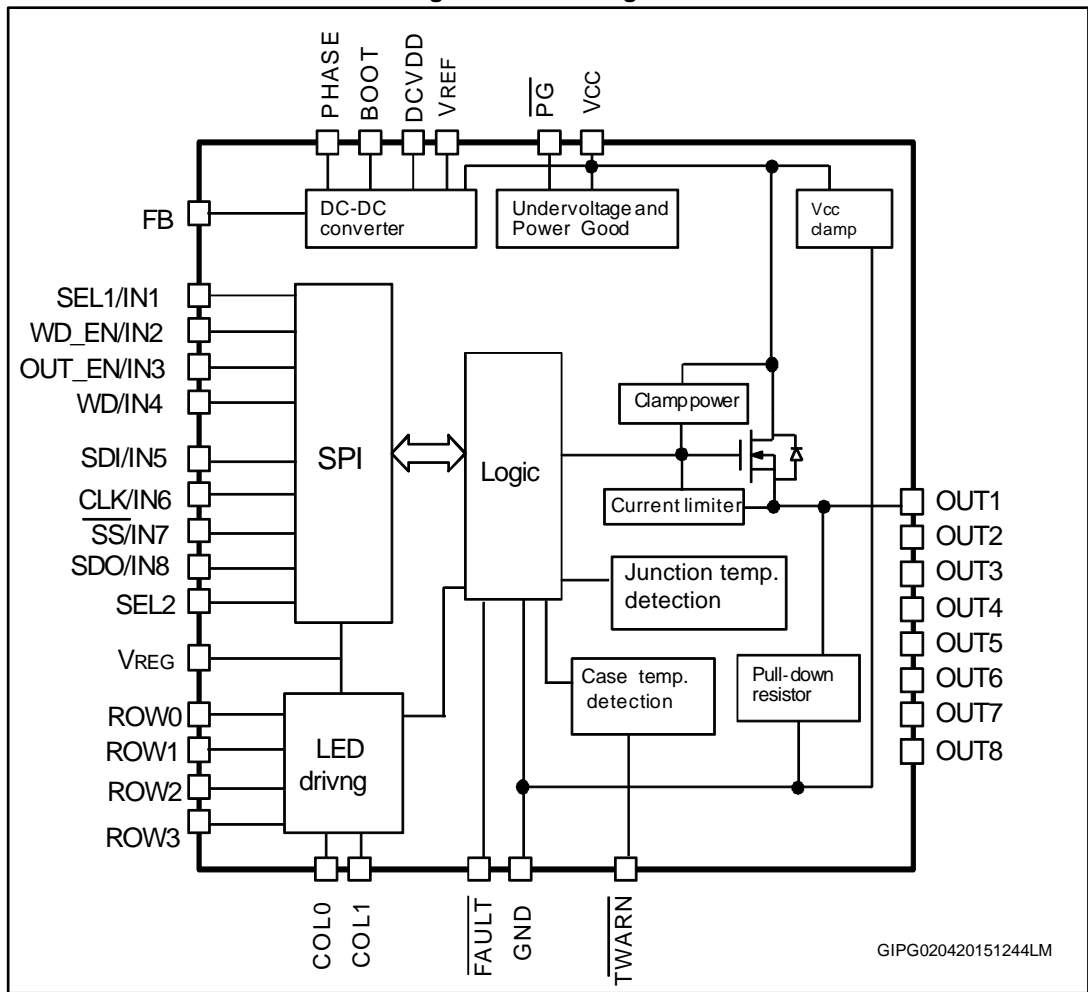 PHASE
BOOT
DCVDD
VREF
PG
VCC
FB
DC-DC
converter
Undervoltage and
Power Good
Vcc
clamp
SEL1/IN1
WD_EN/IN2
OUT_EN/IN3
WD/IN4
SDI/IN5
CLK/IN6
SS/IN7
SDO/IN8
SEL2
VREG
ROW0
ROW1
ROW2
ROW3
SPI
Logic
Clamp power
Current limiter
Junction temp.
detection
Case temp.
detection
Pull-down
resistor
LED
drivng
OUT1
OUT2
OUT3
OUT4
OUT5
OUT6
OUT7
OUT8
COL0
COL1
FAULT
GND
TWARN
GIPG020420151244LM